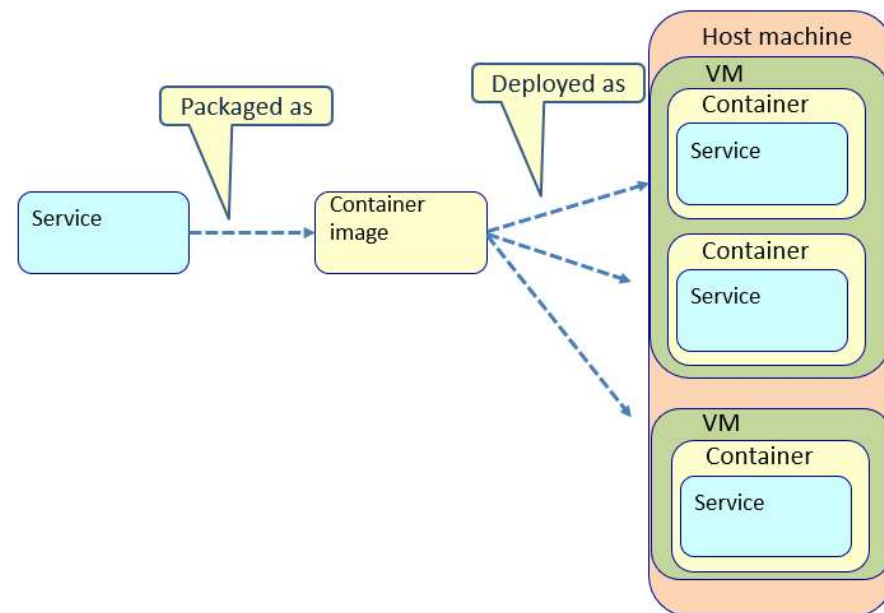 Host machine
VM
Container
Service
Container
Service
VM
Container
Service
Deployed as
Packaged as
Service
Container
image